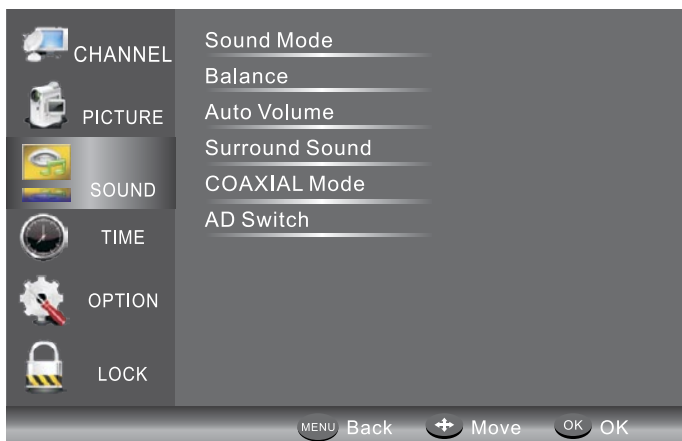 CHANNEL
PICTURE
SOUND
TIME
OPTION
LOCK
Sound Mode
Balance
Auto Volume
Surround Sound
COAXIAL Mode
AD Switch
MENU Back Move OK OK